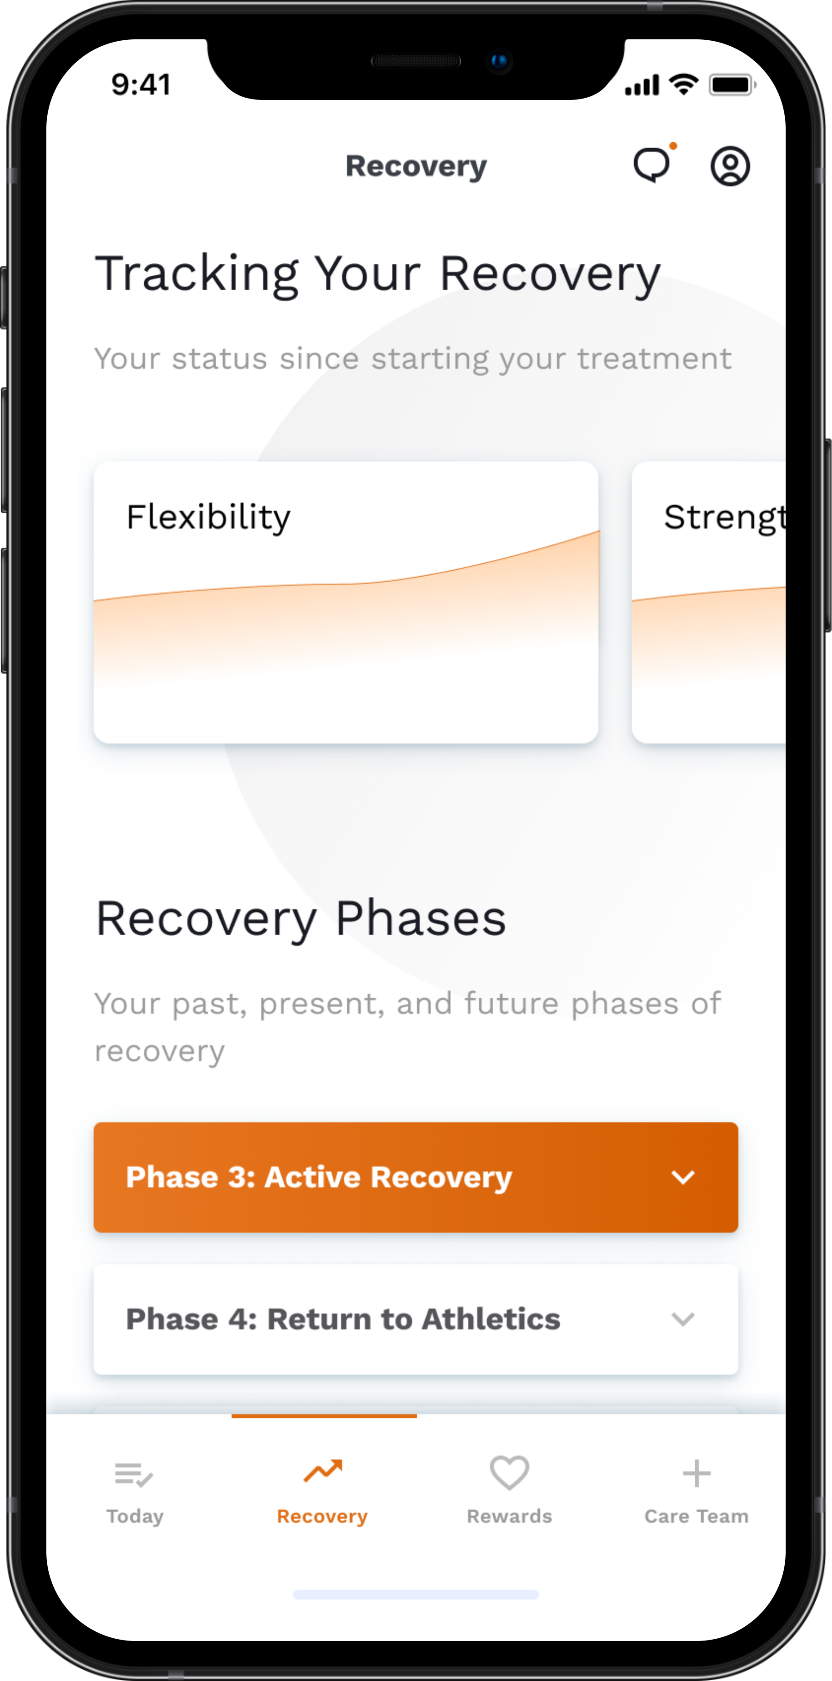 9:41
Recovery
Tracking Your Recovery
Your status since starting your treatment
Flexibility
Strengt
Recovery Phases
Your past, present, and future phases of
recovery
Phase 3: Active Recovery
Phase 4: Return to Athletics
Today
Recovery
Rewards
Care Team